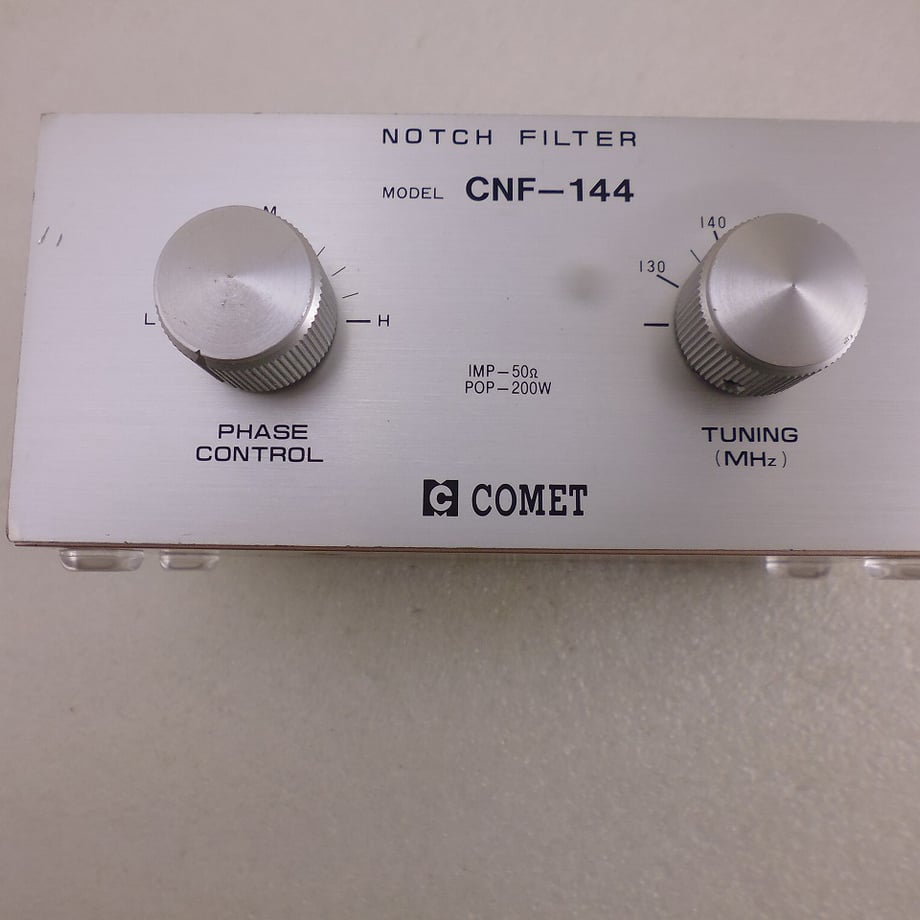 NOTCH FILTER
MODEL CNF-144
M
L
H
PHASE
CONTROL
IMP-50Ω
POP-200W
140
130
TUNING
(MHz)
C COMET